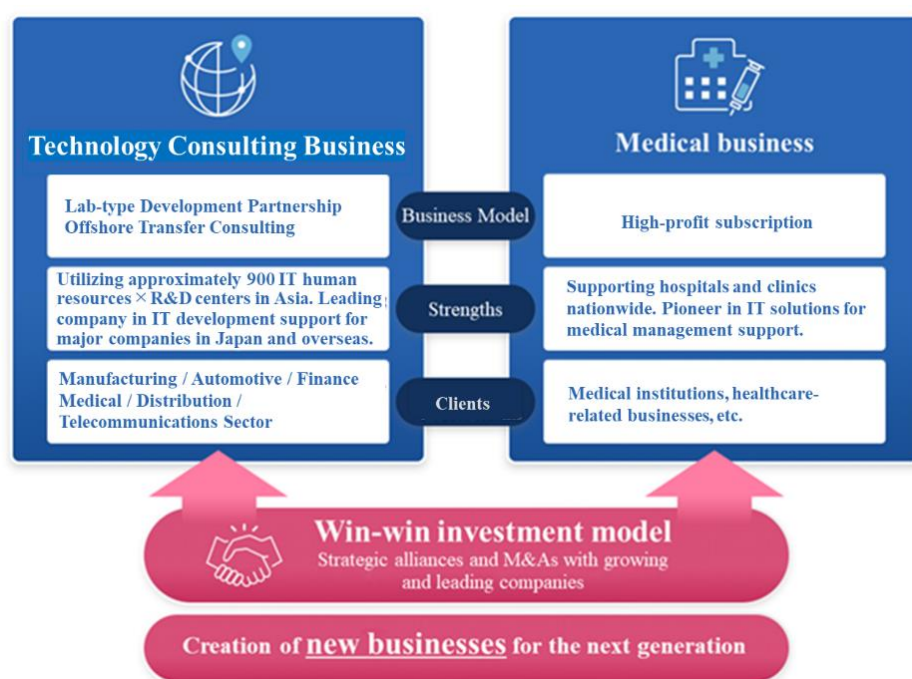 Technology Consulting Business
Medical business
Business Model
Lab-type Development Partnership
Offshore Transfer Consulting
High-profit subscription
Strengths
Utilizing approximately 900 IT human
resources × R&D centers in Asia. Leading
company in IT development support for
major companies in Japan and overseas.
Supporting hospitals and clinics
nationwide. Pioneer in IT solutions for
medical management support.
Clients
Manufacturing / Automotive / Finance
Medical / Distribution /
Telecommunications Sector
Medical institutions, healthcare-
related businesses, etc.
Win-win investment model
Strategic alliances and M&As with growing
and leading companies
Creation of new businesses for the next generation